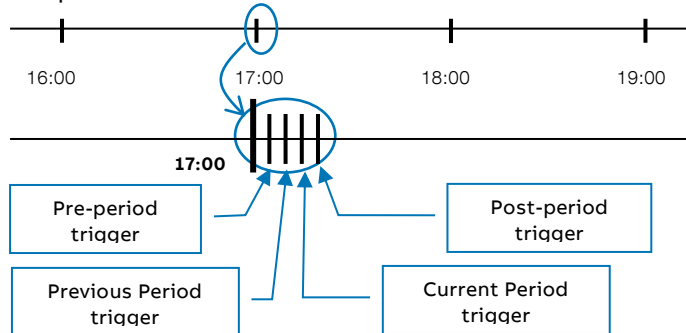 16:00
17:00
18:00
19:00
17:00
Pre-period
trigger
Post-period
trigger
Previous Period
trigger
Current Period
trigger